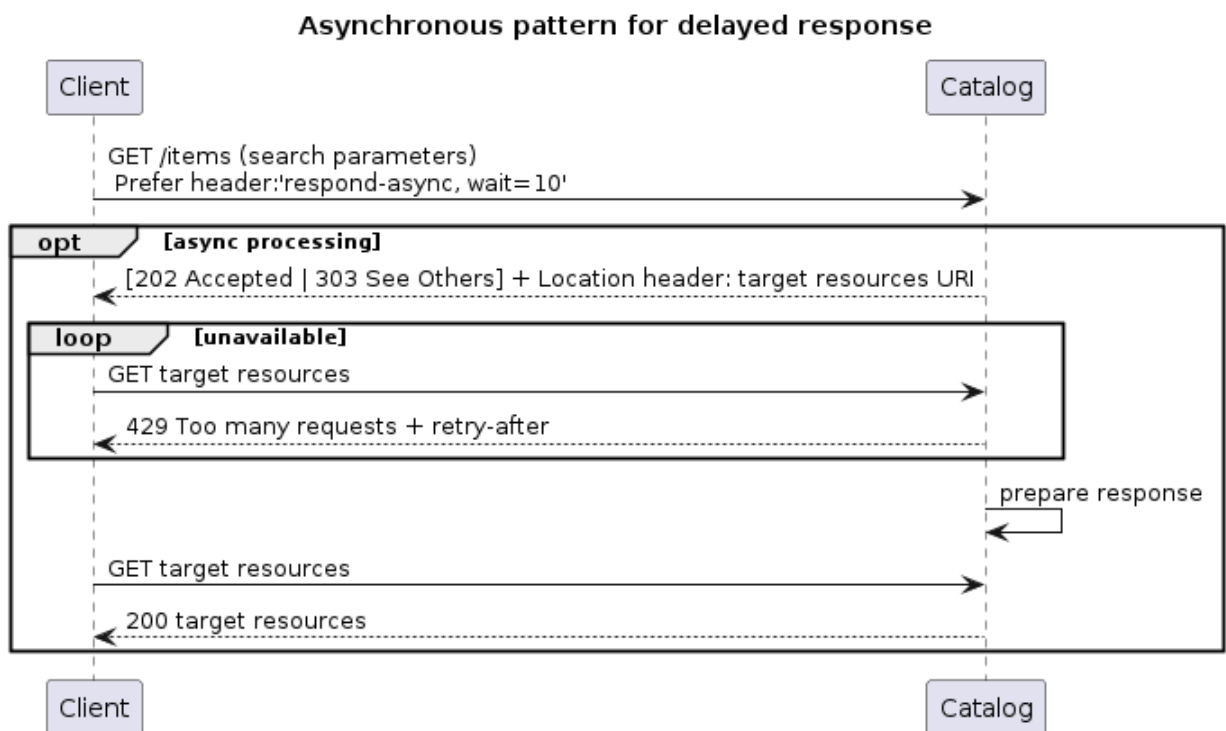 Asynchronous pattern for delayed response
Client
Catalog
GET /items (search parameters)
Prefer header:'respond-async, wait=10'
opt
[async processing]
[202 Accepted | 303 See Others] + Location header: target resources URI
loop
[unavailable]
GET target resources
429 Too many requests + retry-after
prepare response
GET target resources
200 target resources
Client
Catalog